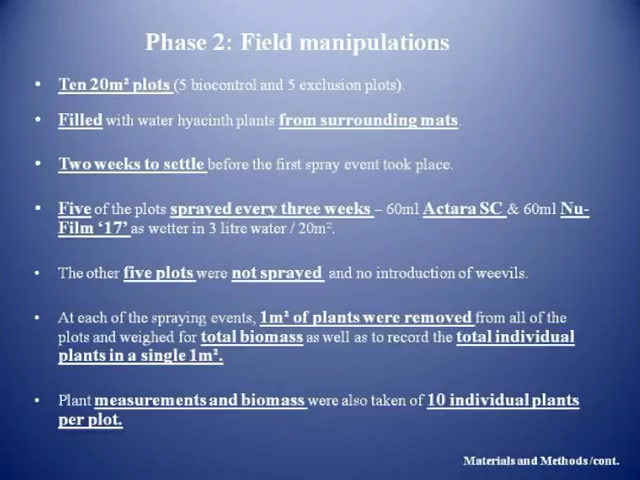 Phase 2: Field manipulations
• Ten 20m² plots (5 biocontrol and 5 exclusion plots).
• Filled with water hyacinth plants from surrounding mats.
• Two weeks to settle before the first spray event took place.
• Five of the plots sprayed every three weeks – 60ml Actara SC & 60ml Nu-
Film ‘17’ as wetter in 3 litre water / 20m².
• The other five plots were not sprayed and no introduction of weevils.
• At each of the spraying events, 1m² of plants were removed from all of the
plots and weighed for total biomass as well as to record the total individual
plants in a single 1m².
• Plant measurements and biomass were also taken of 10 individual plants
per plot.
Materials and Methods /cont.